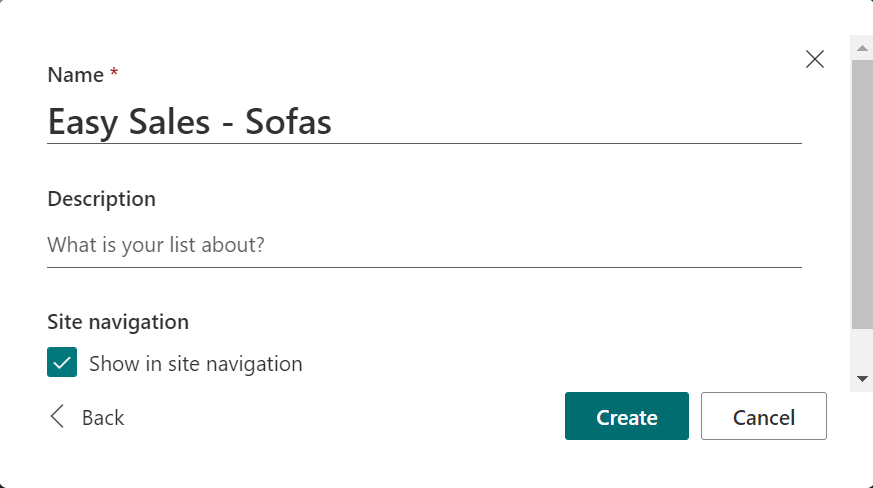 Name *
Easy Sales - Sofas
Description
What is your list about?
Site navigation
Show in site navigation
Back
Create
Cancel